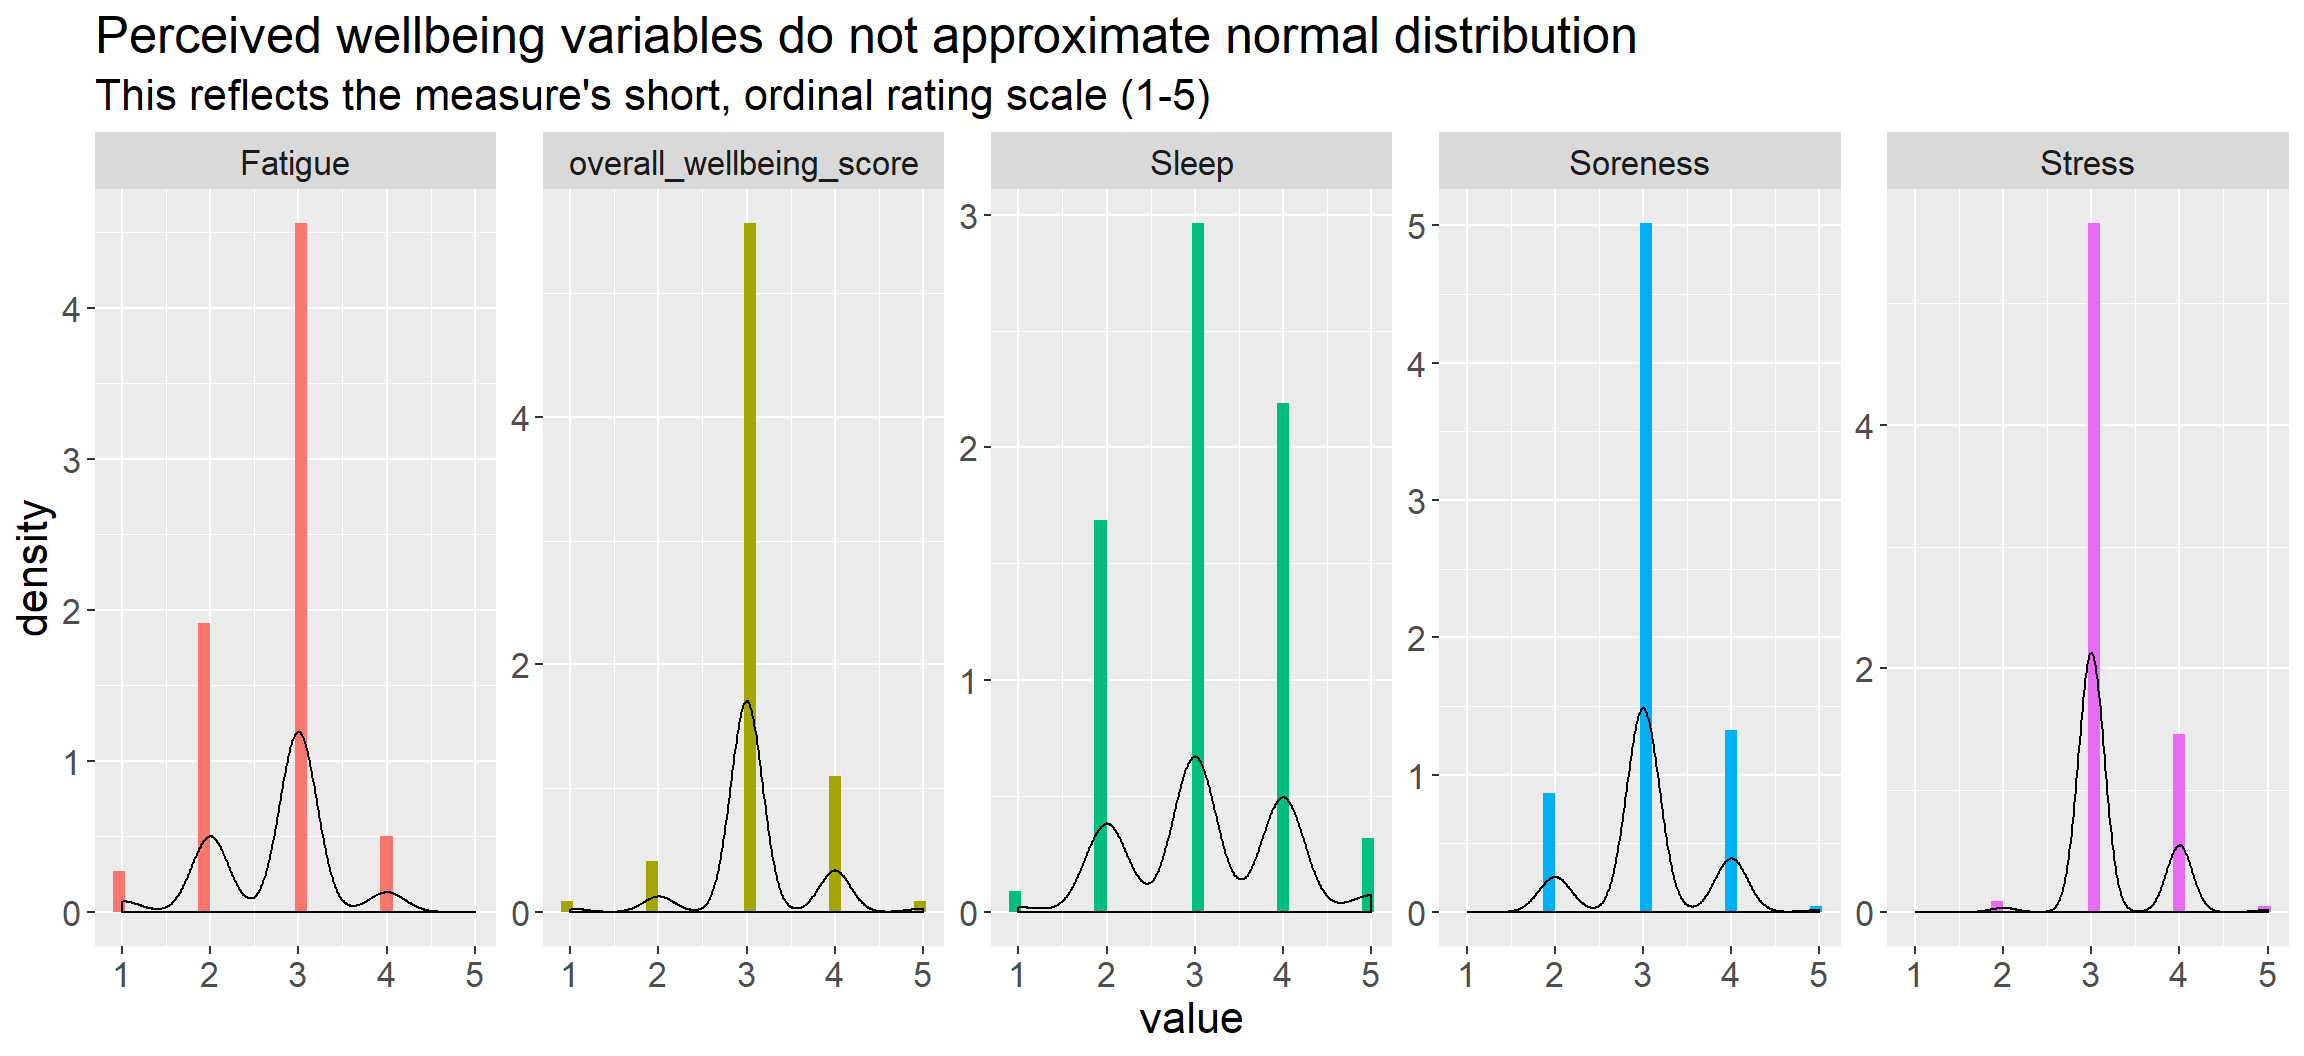 Perceived wellbeing variables do not approximate normal distribution
This reflects the measure's short, ordinal rating scale (1-5)
Fatigue
overall_wellbeing_score
Sleep
Soreness
Stress
density
4
3
2
1
0
4
2
0
3
2
1
0
5
4
3
2
1
0
4
2
0
1 2 3 4 5
1 2 3 4 5
1 2 3 4 5
1 2 3 4 5
1 2 3 4 5
value